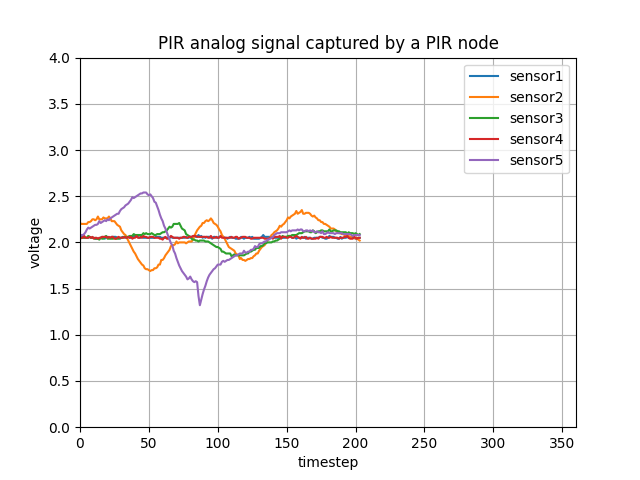 PIR analog signal captured by a PIR node
sensor1
sensor2
sensor3
sensor4
sensor5
voltage
4.0
3.5
3.0
2.5
2.0
1.5
1.0
0.5
0.0
0 50 100 150 200 250 300 350
timestep